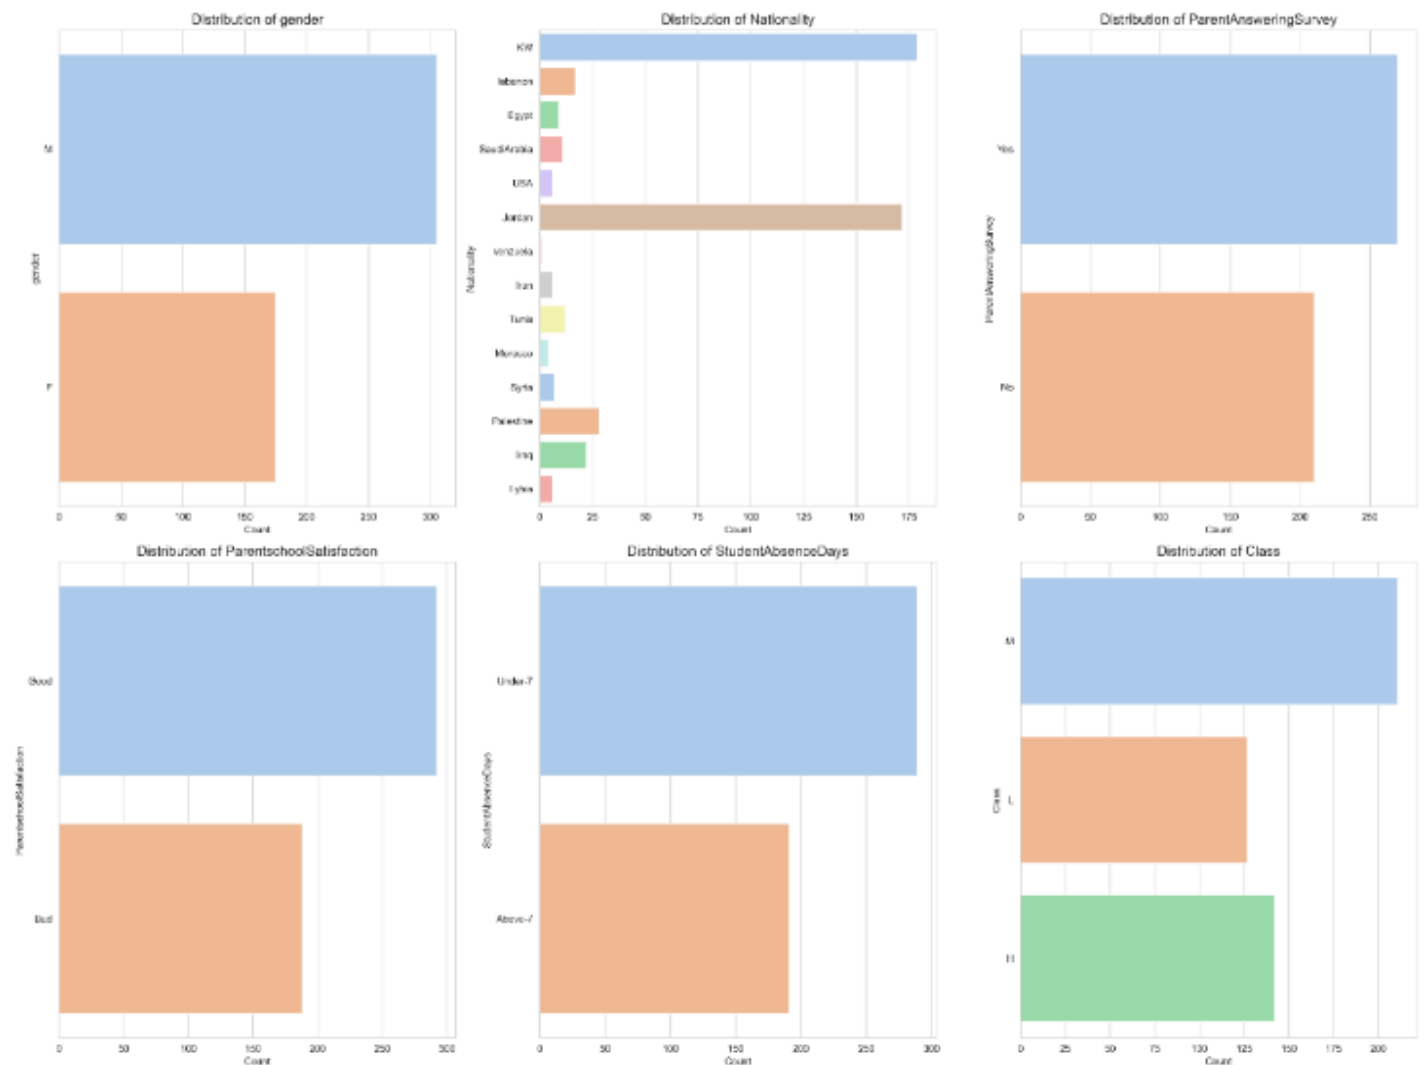 Distribution of gender
M
gender
F
0 50 100 150 200 250 300
Count
Distribution of Nationality
KW
lebanon
Egypt
SaudiArabia
USA
Jordan
venzuela
Nationality
Iran
Tunis
Morocco
Syria
Palestine
Iraq
Lybia
0 25 50 75 100 125 150 175
Count
Distribution of ParentAnsweringSurvey
Yes
ParentAnsweringSurvey
No
0 50 100 150 200 250
Count
Distribution of ParentschoolSatisfaction
Good
ParentschoolSatisfaction
Bad
0 50 100 150 200 250 300
Count
Distribution of StudentAbsenceDays
Under-7
StudentAbsenceDays
Above-7
0 50 100 150 200 250 300
Count
Distribution of Class
M
Class
L
H
0 25 50 75 100 125 150 175 200
Count